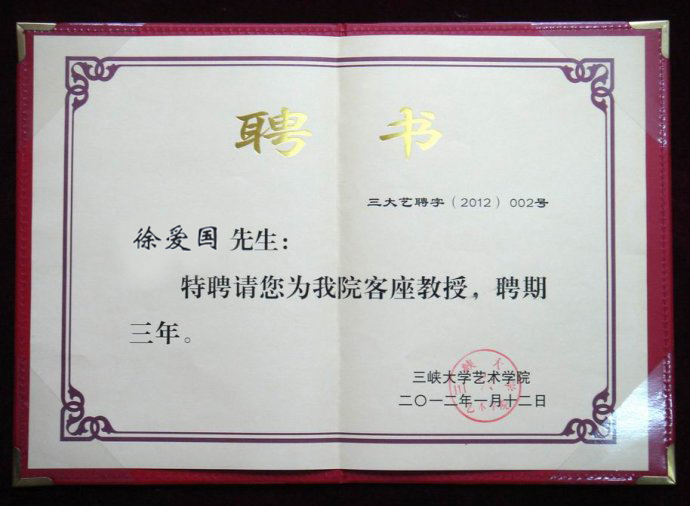 聘书
三大艺聘字（2012）002号
徐爱国 先生：
特聘请您为我院客座教授，聘期
三年。
三峡大学艺术学院
二〇一二年一月十二日